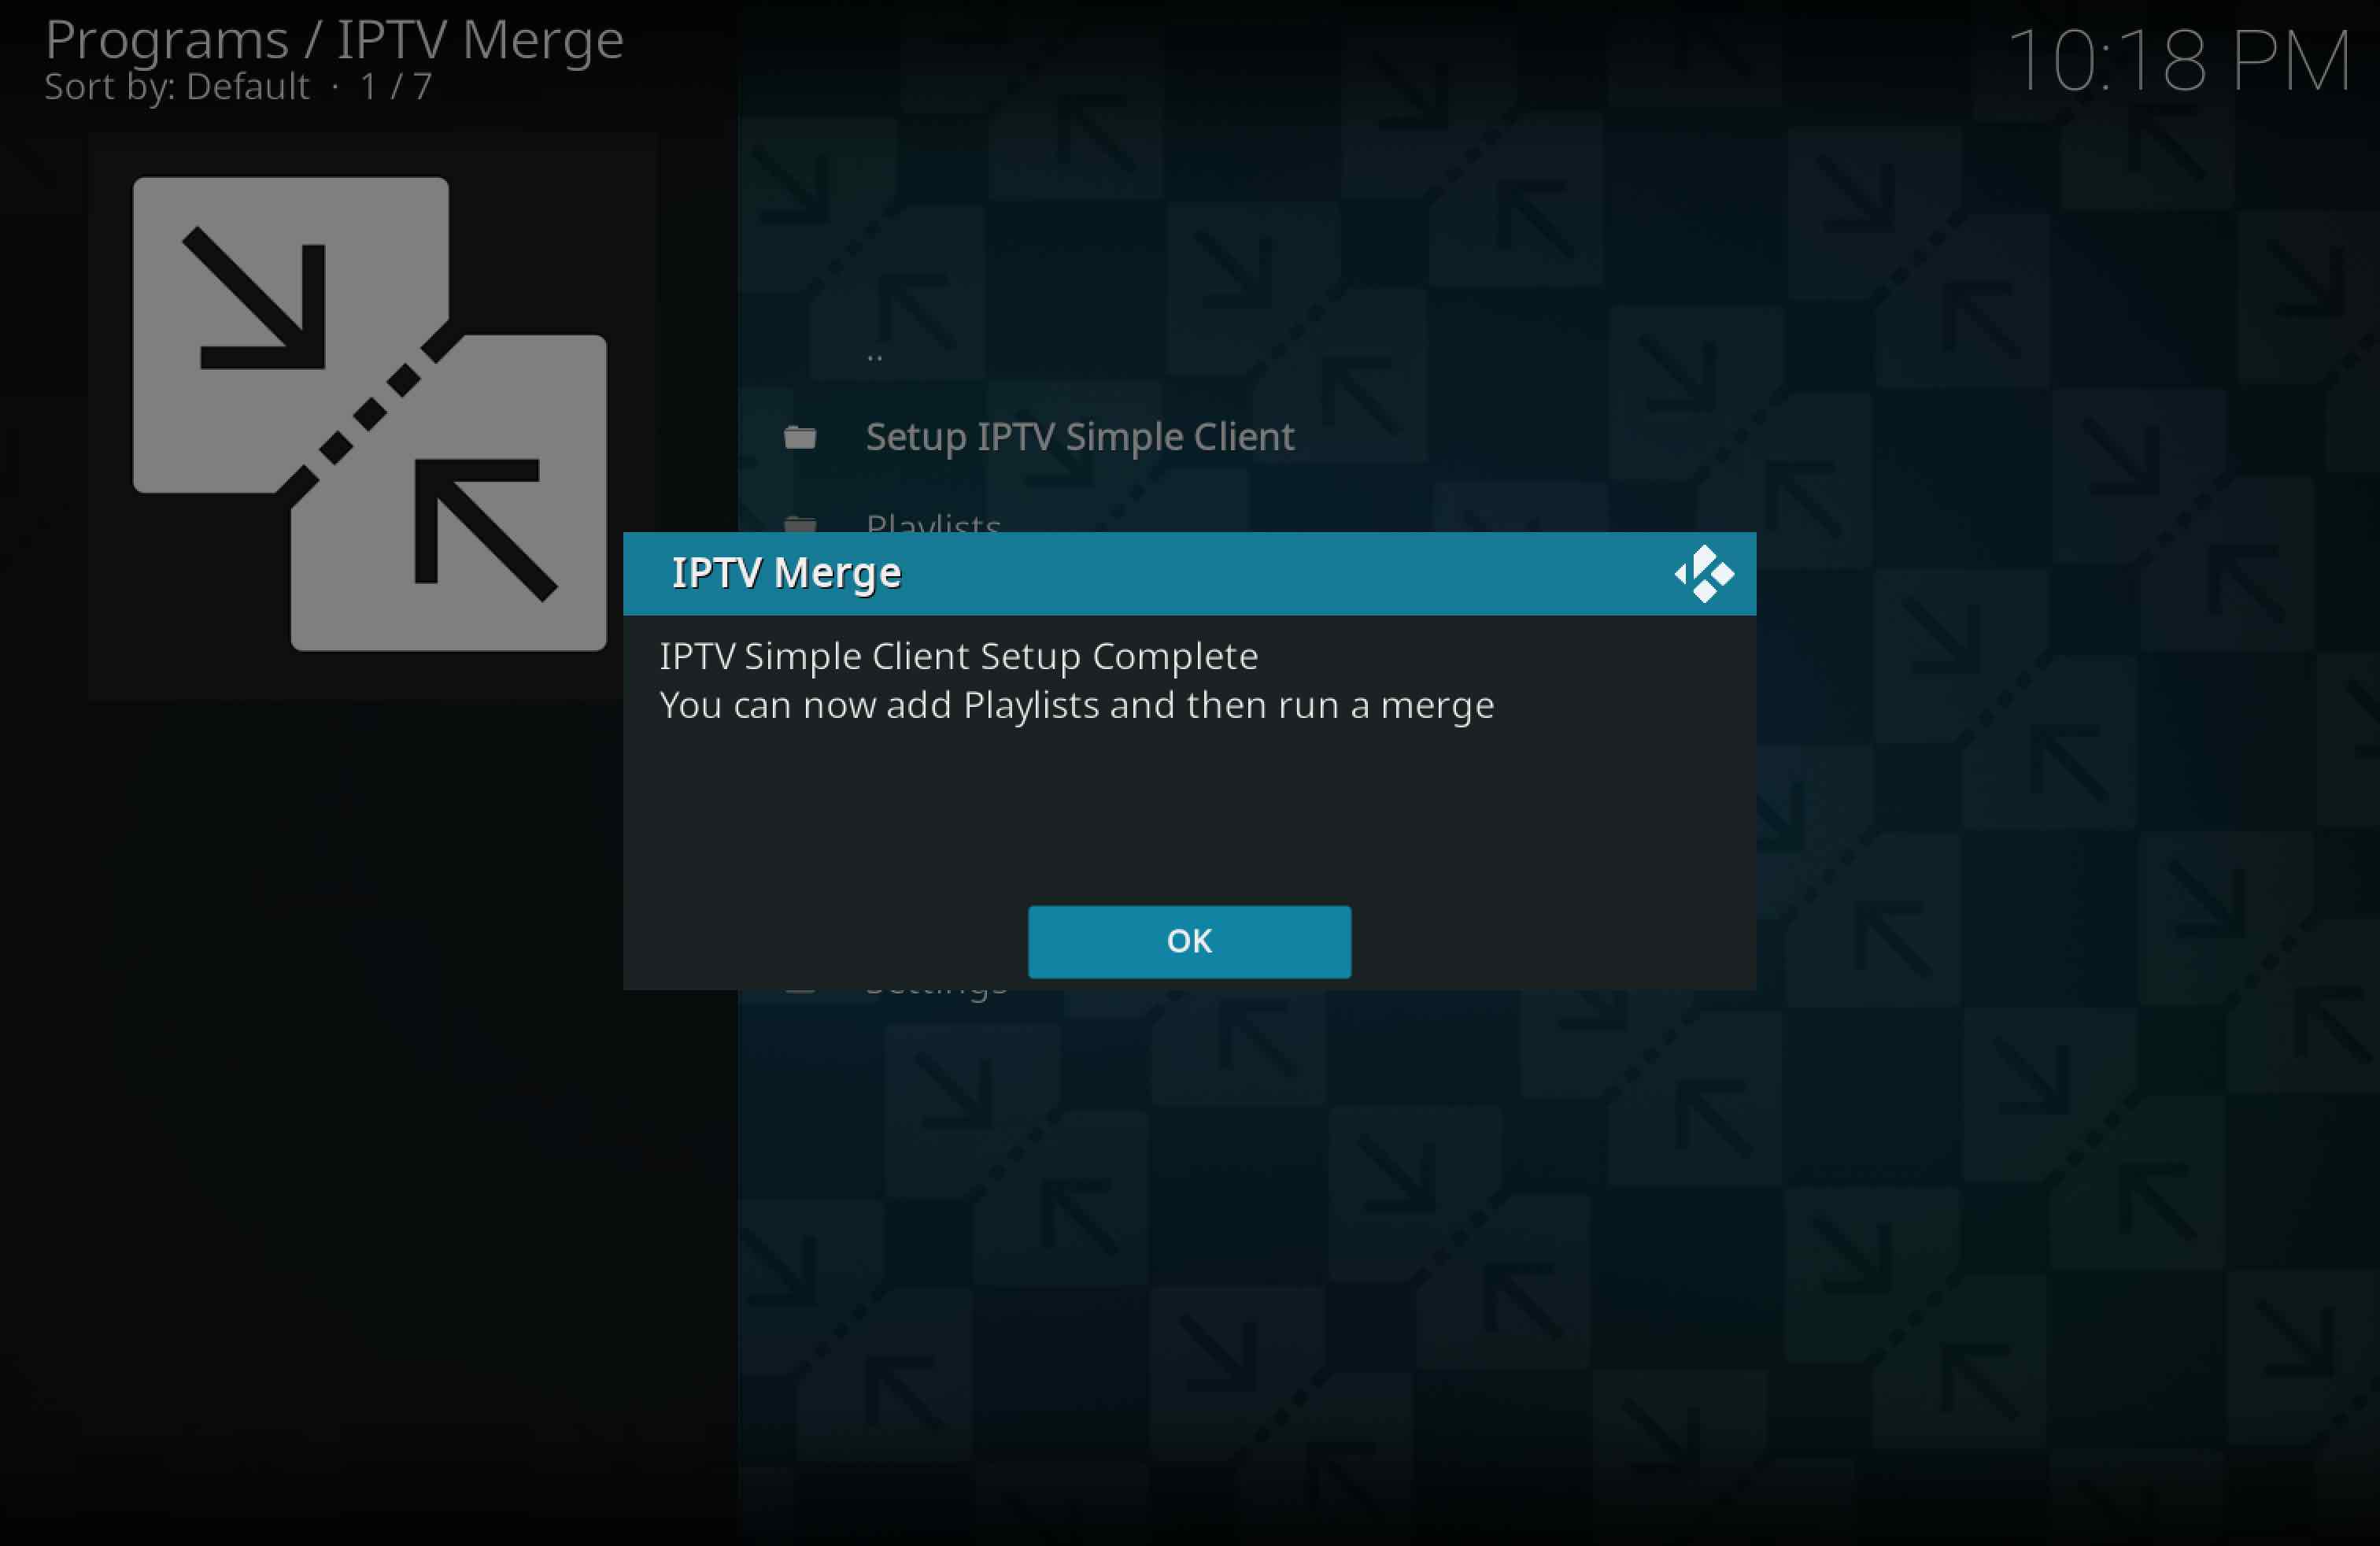 Programs / IPTV Merge
Sort by: Default · 1 / 7
10:18 PM
..
Setup IPTV Simple Client
Playlists
IPTV Merge
IPTV Simple Client Setup Complete
You can now add Playlists and then run a merge
OK
Settings